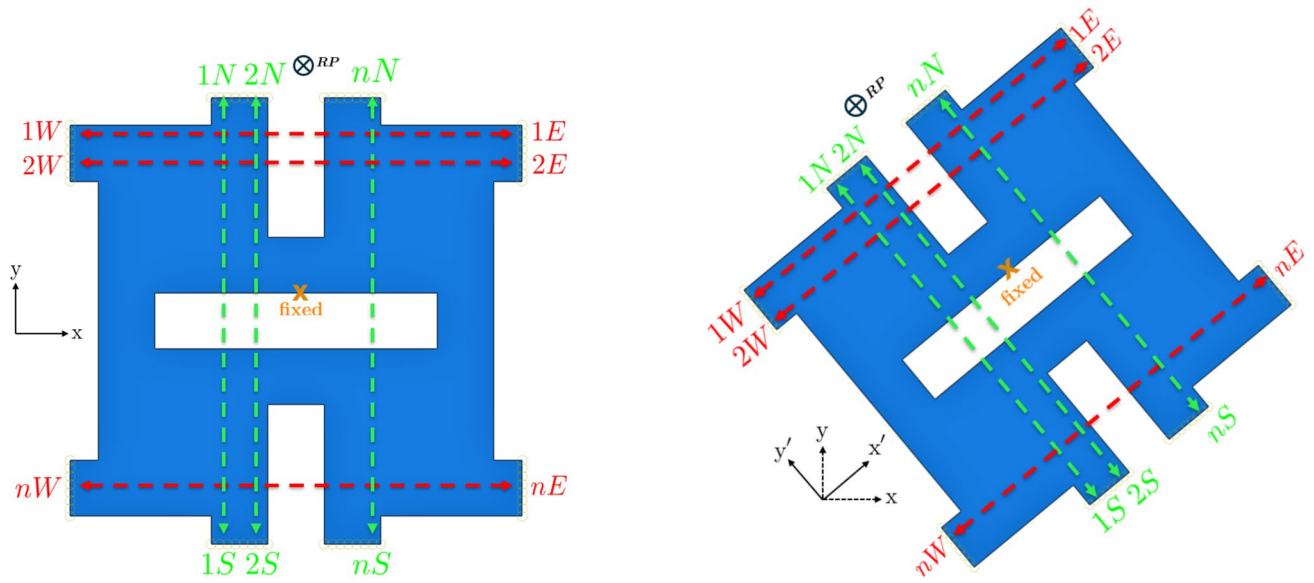 1N 2N
RP
nN
1W
1E
2W
2E
fixed
y
x
nW
nE
1S 2S
nS
1E
2E
RP
nN
1N 2N
nE
fixed
1W
2W
y
y′
x′
x
nS
1S 2S
nW